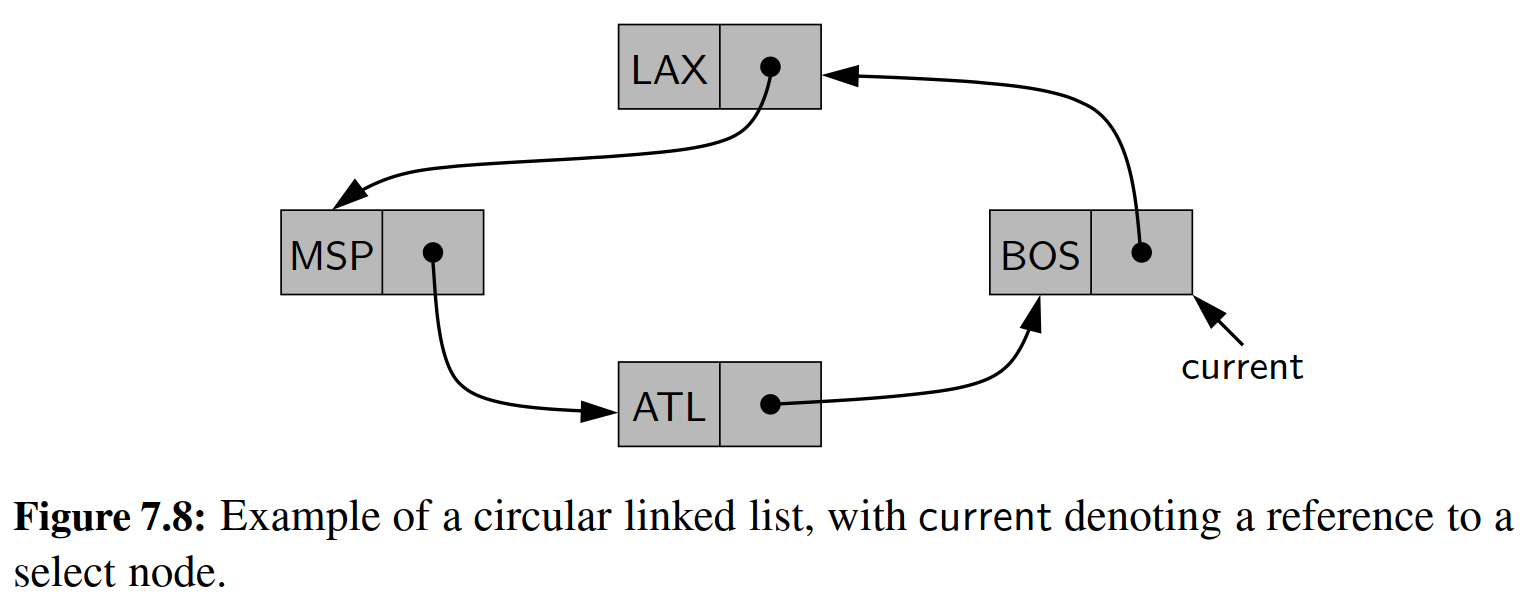 LAX
MSP
BOS
current
ATL
Figure 7.8: Example of a circular linked list, with current denoting a reference to a
select node.